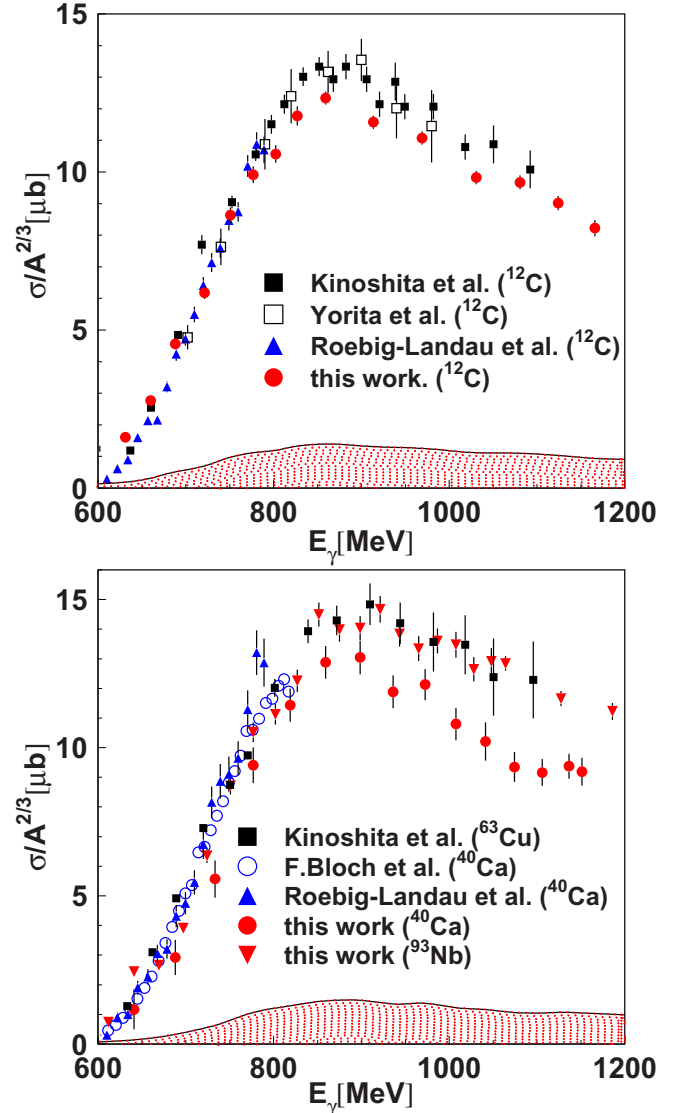 15
10
5
0
σ/A^2/3[μb]
Kinoshita et al. (^12C)
Yorita et al. (^12C)
Roebig-Landau et al. (^12C)
this work. (^12C)
600 800 1000 1200
E_γ[MeV]
15
10
5
0
σ/A^2/3[μb]
Kinoshita et al. (^63Cu)
F.Bloch et al. (^40Ca)
Roebig-Landau et al. (^40Ca)
this work (^40Ca)
this work (^93Nb)
600 800 1000 1200
E_γ[MeV]